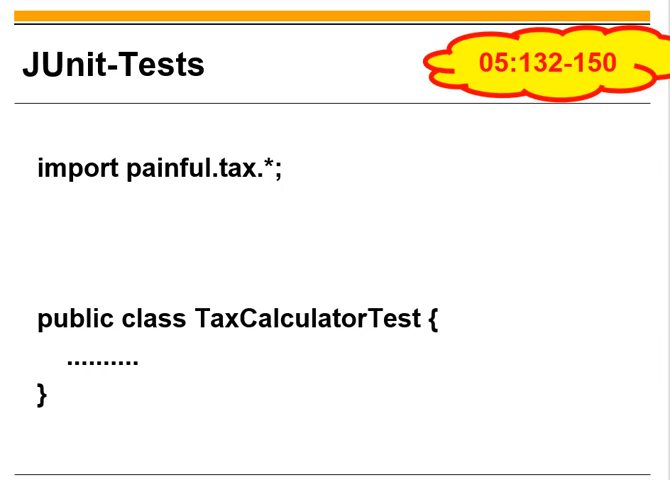 JUnit-Tests
05:132-150
import painful.tax.*;
public class TaxCalculatorTest {
..........
}